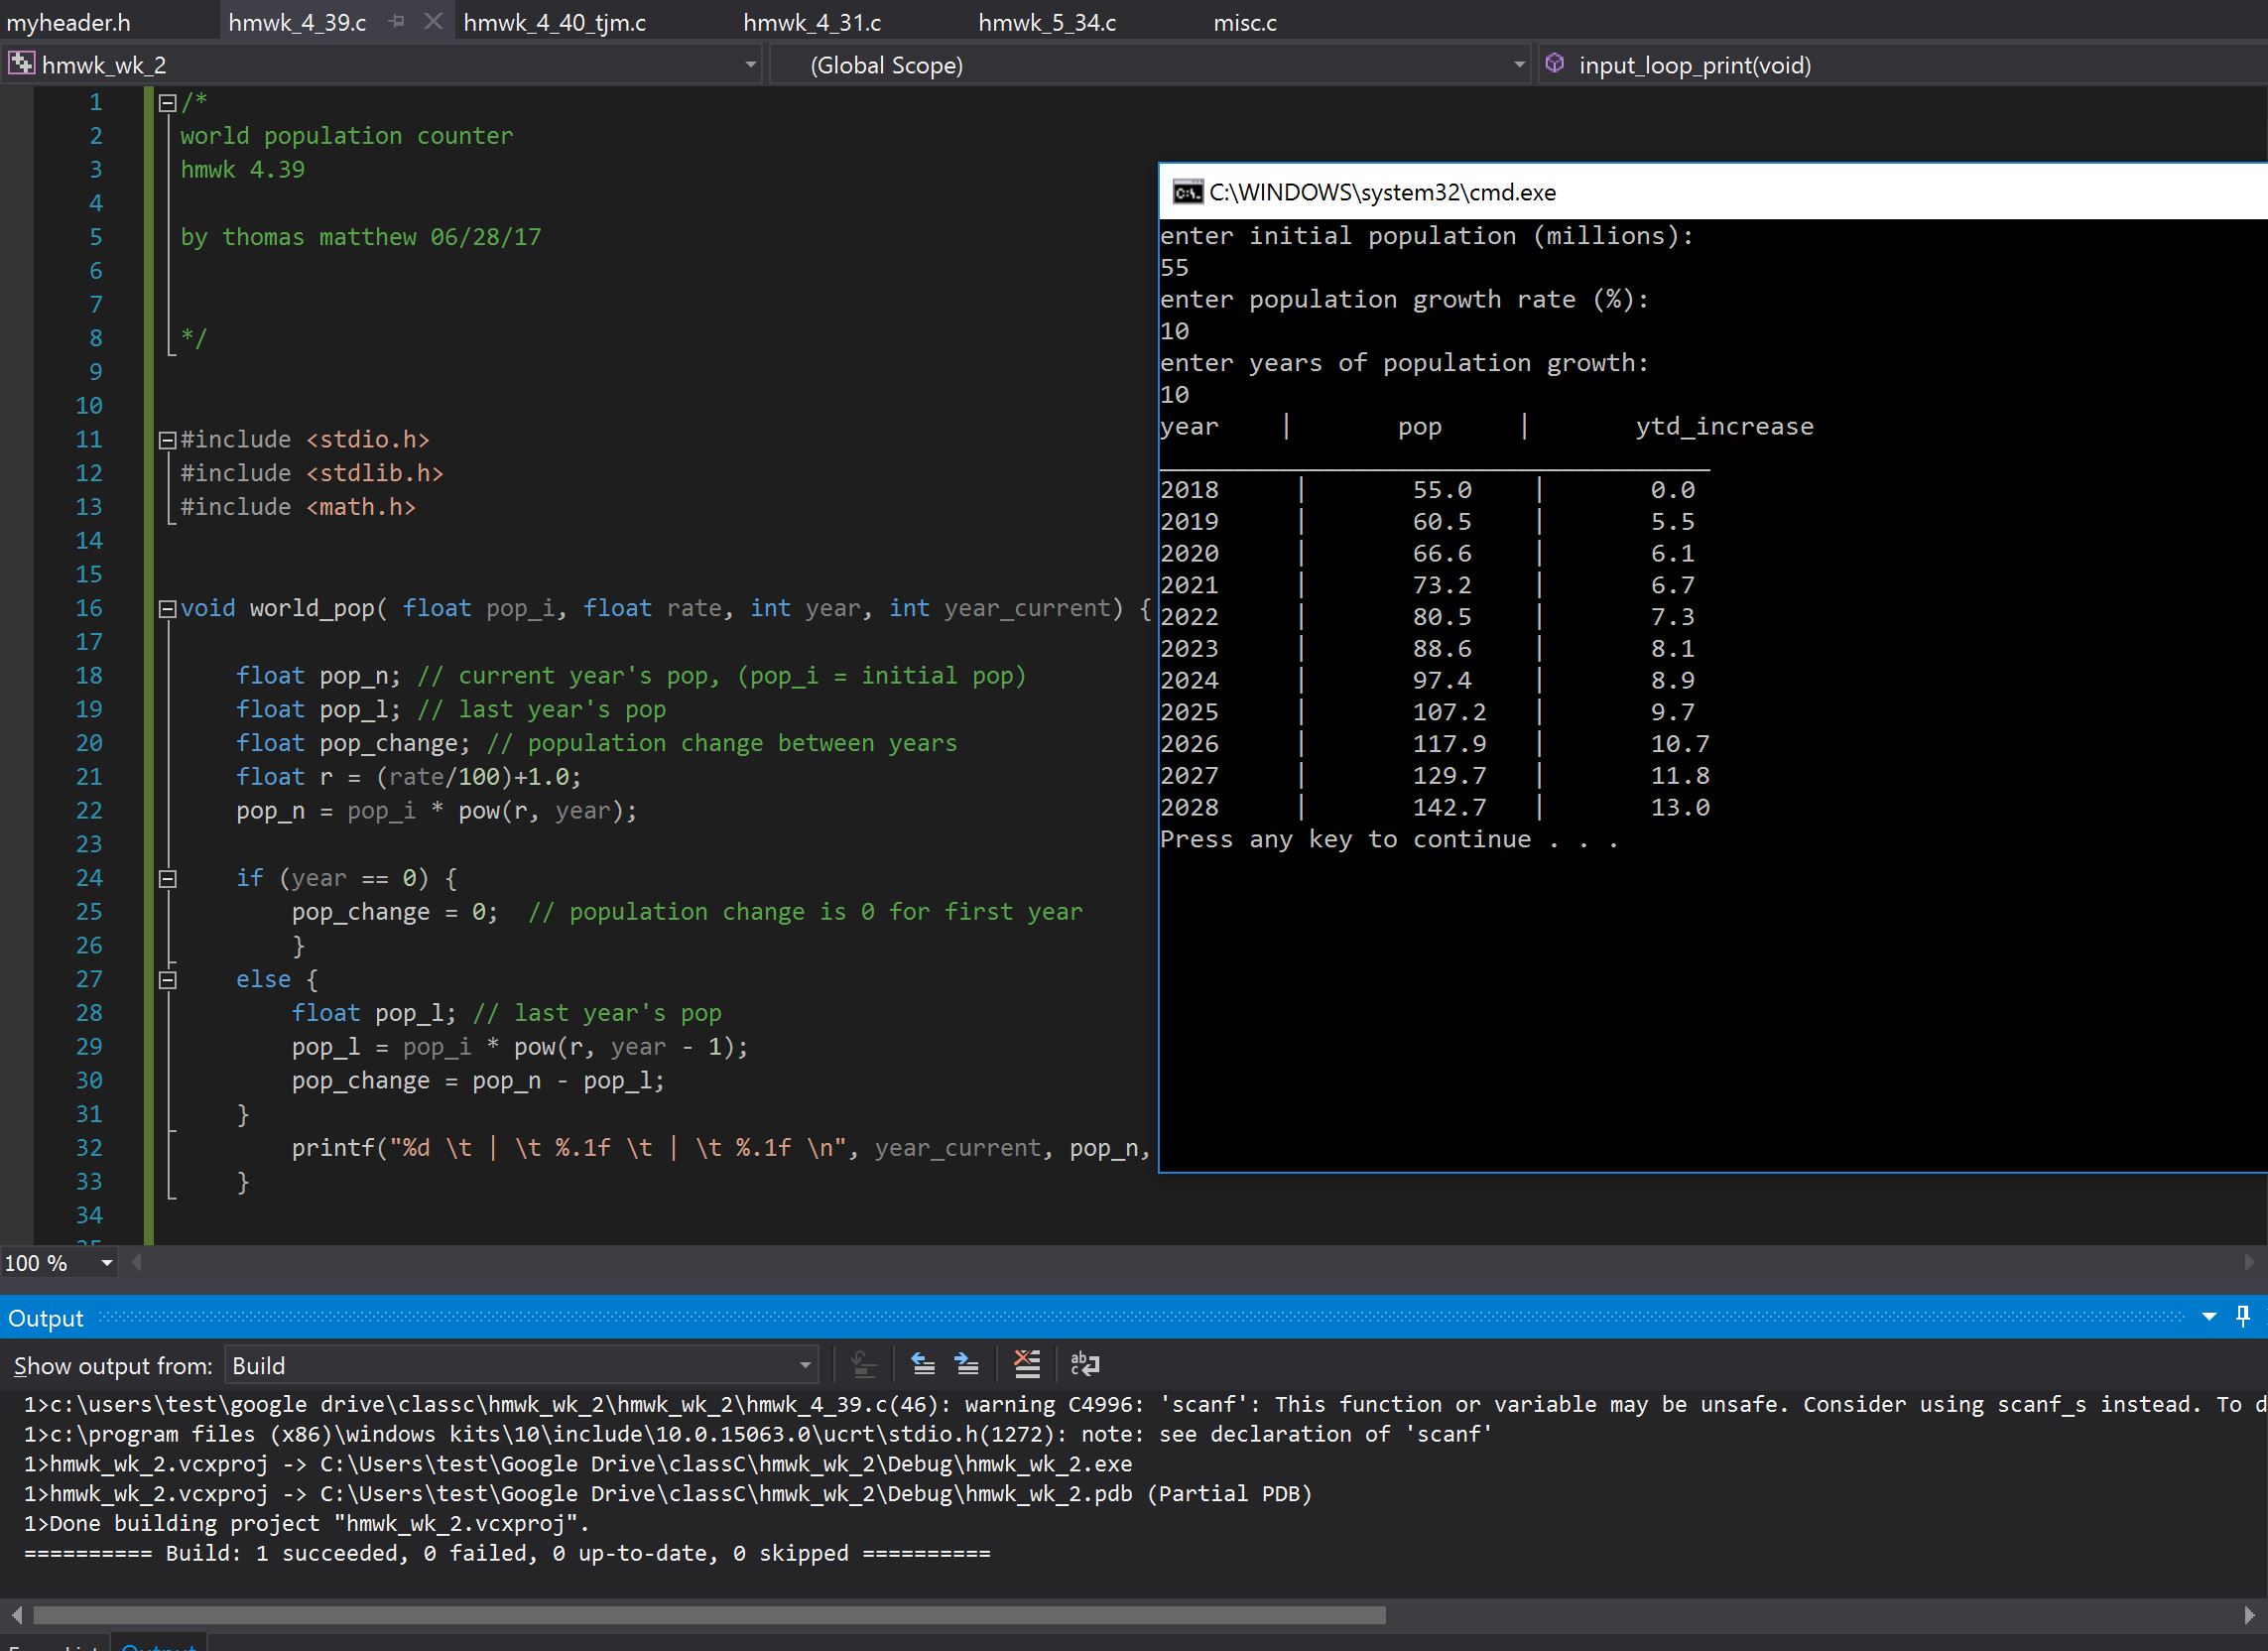 myheader.h hmwk_4_39.c hmwk_4_40_tjm.c hmwk_4_31.c hmwk_5_34.c misc.c
hmwk_wk_2 (Global Scope) input_loop_print(void)
1 /*
2 world population counter
3 hmwk 4.39
4
5 by thomas matthew 06/28/17
6
7
8 */
9
10
11 #include <stdio.h>
12 #include <stdlib.h>
13 #include <math.h>
14
15
16 void world_pop( float pop_i, float rate, int year, int year_current) {
17
18 float pop_n; // current year's pop, (pop_i = initial pop)
19 float pop_l; // last year's pop
20 float pop_change; // population change between years
21 float r = (rate/100)+1.0;
22 pop_n = pop_i * pow(r, year);
23
24 if (year == 0) {
25 pop_change = 0; // population change is 0 for first year
26 }
27 else {
28 float pop_l; // last year's pop
29 pop_l = pop_i * pow(r, year - 1);
30 pop_change = pop_n - pop_l;
31 }
32 printf("%d \t | \t %.1f \t | \t %.1f \n", year_current, pop_n,
33 }
34
C:\WINDOWS\system32\cmd.exe
enter initial population (millions):
55
enter population growth rate (%):
10
enter years of population growth:
10
year | pop | ytd_increase
_____________________________________
2018 | 55.0 | 0.0
2019 | 60.5 | 5.5
2020 | 66.6 | 6.1
2021 | 73.2 | 6.7
2022 | 80.5 | 7.3
2023 | 88.6 | 8.1
2024 | 97.4 | 8.9
2025 | 107.2 | 9.7
2026 | 117.9 | 10.7
2027 | 129.7 | 11.8
2028 | 142.7 | 13.0
Press any key to continue . . .
100 %
Output
Show output from: Build
1>c:\users\test\google drive\classc\hmwk_wk_2\hmwk_wk_2\hmwk_4_39.c(46): warning C4996: 'scanf': This function or variable may be unsafe. Consider using scanf_s instead. To d
1>c:\program files (x86)\windows kits\10\include\10.0.15063.0\ucrt\stdio.h(1272): note: see declaration of 'scanf'
1>hmwk_wk_2.vcxproj -> C:\Users\test\Google Drive\classC\hmwk_wk_2\Debug\hmwk_wk_2.exe
1>hmwk_wk_2.vcxproj -> C:\Users\test\Google Drive\classC\hmwk_wk_2\Debug\hmwk_wk_2.pdb (Partial PDB)
1>Done building project "hmwk_wk_2.vcxproj".
========== Build: 1 succeeded, 0 failed, 0 up-to-date, 0 skipped ==========